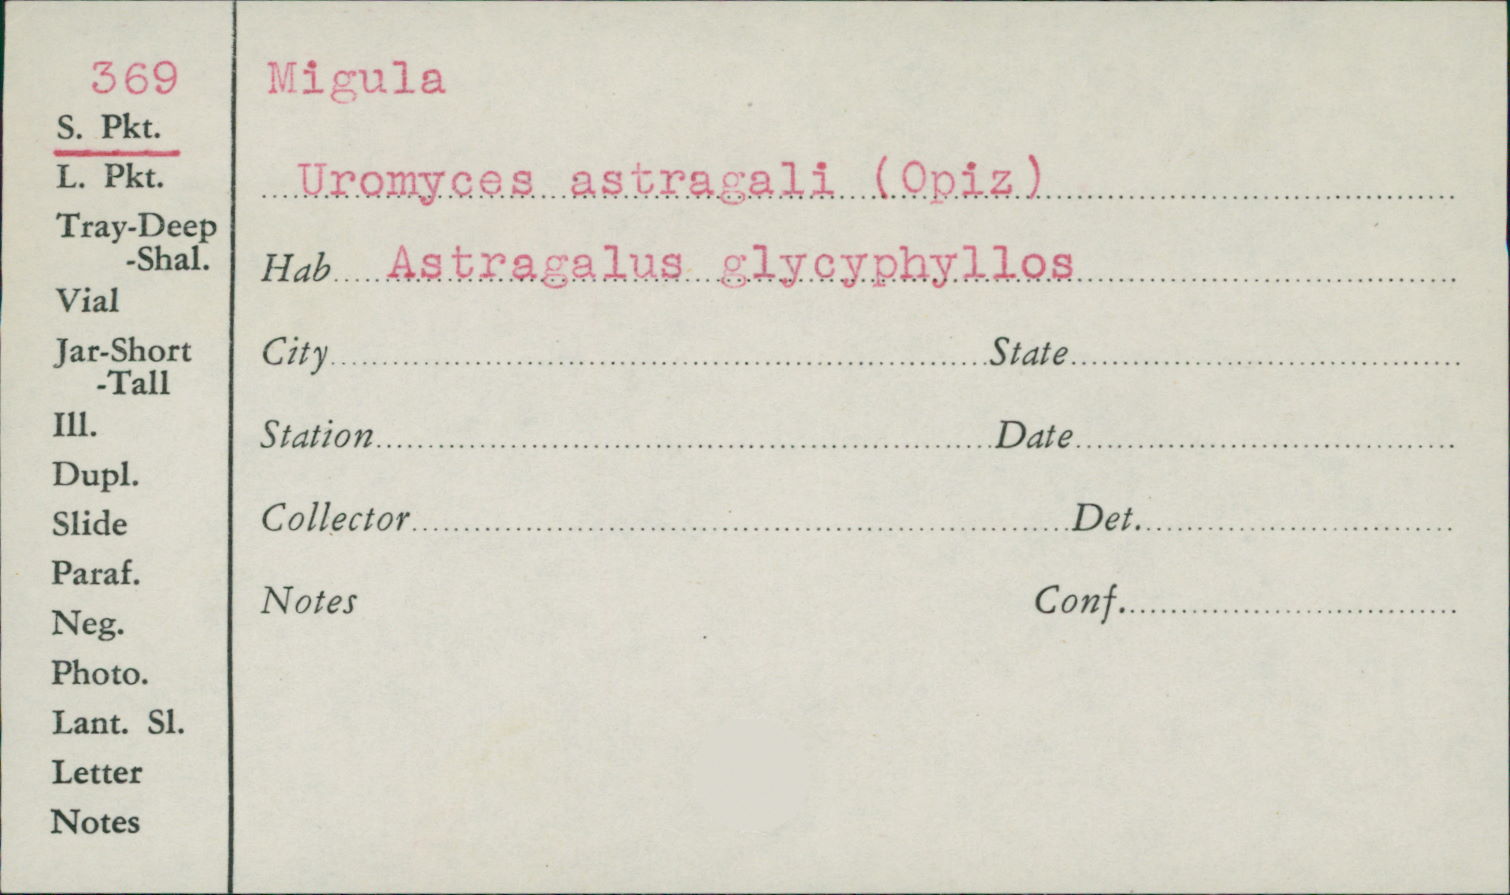 369
S. Pkt.
L. Pkt.
Tray-Deep
-Shal.
Vial
Jar-Short
-Tall
Ill.
Dupl.
Slide
Paraf.
Neg.
Photo.
Lant. Sl.
Letter
Notes
Migula
Uromyces astragali (Opiz)
Hab. Astragalus glycyphyllos
City State
Station Date
Collector Det.
Notes Conf.